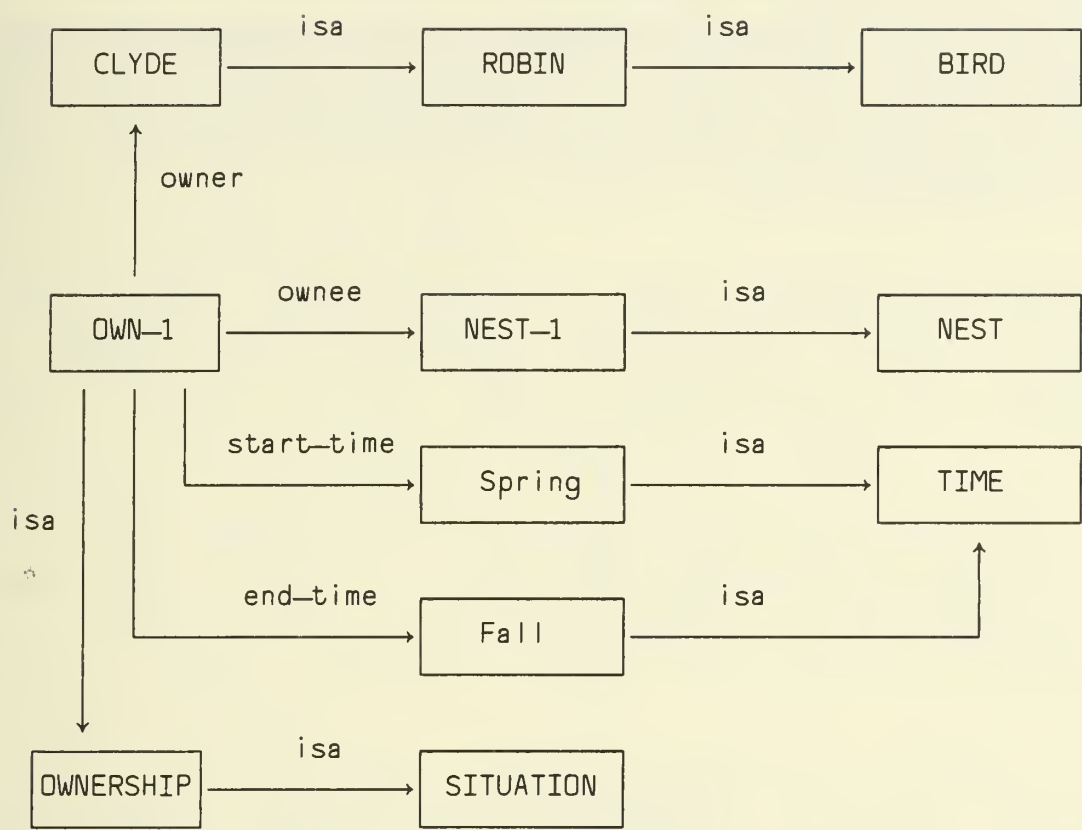 isa isa
CLYDE ROBIN BIRD
owner
ownee isa
OWN—1 NEST—1 NEST
start—time isa
Spring TIME
isa
end—time isa
Fall
isa
OWNERSHIP SITUATION